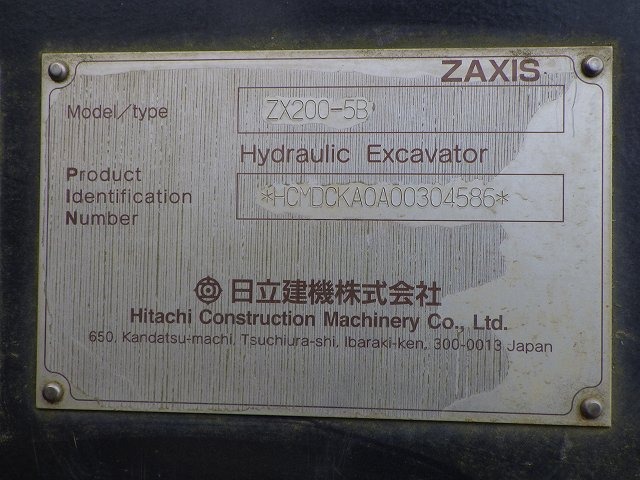 ZAXIS
Model/type ZX200-5B
Hydraulic Excavator
Product
Identification *HCMDCKA0A00304586*
Number
日立建機株式会社
Hitachi Construction Machinery Co., Ltd.
650, Kandatsu-machi, Tsuchiura-shi, Ibaraki-ken, 300-0013 Japan